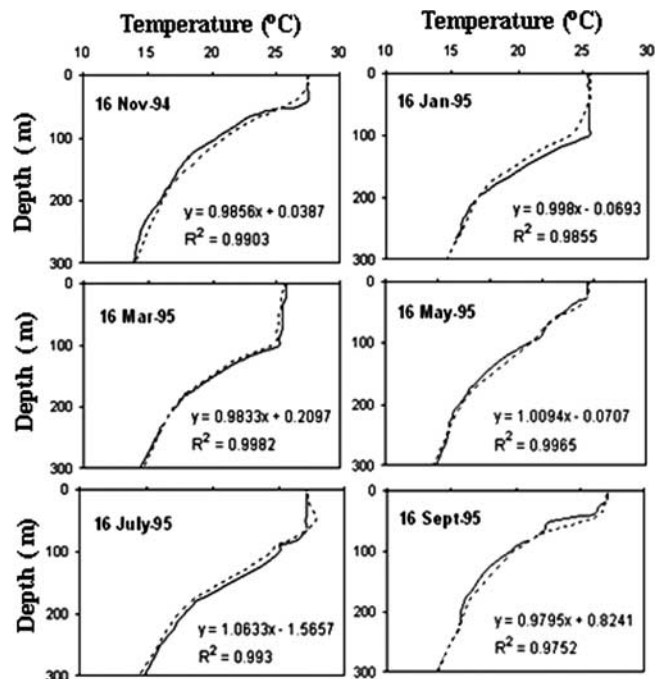 Temperature (ºC) Temperature (ºC)
10 15 20 25 30 10 15 20 25 30
0 0
16 Nov-94 16 Jan-95
100 100
Depth ( m)
200 200
y = 0.9856x + 0.0387 y = 0.998x - 0.0693
R² = 0.9903 R² = 0.9855
300 300
0 0
16 Mar-95 16 May-95
100 100
Depth ( m)
200 200
y = 0.9833x + 0.2097 y = 1.0094x - 0.0707
R² = 0.9982 R² = 0.9965
300 300
0 0
16 July-95 16 Sept-95
100 100
Depth ( m)
200 200
y = 1.0633x - 1.5657 y = 0.9795x + 0.8241
R² = 0.993 R² = 0.9752
300 300